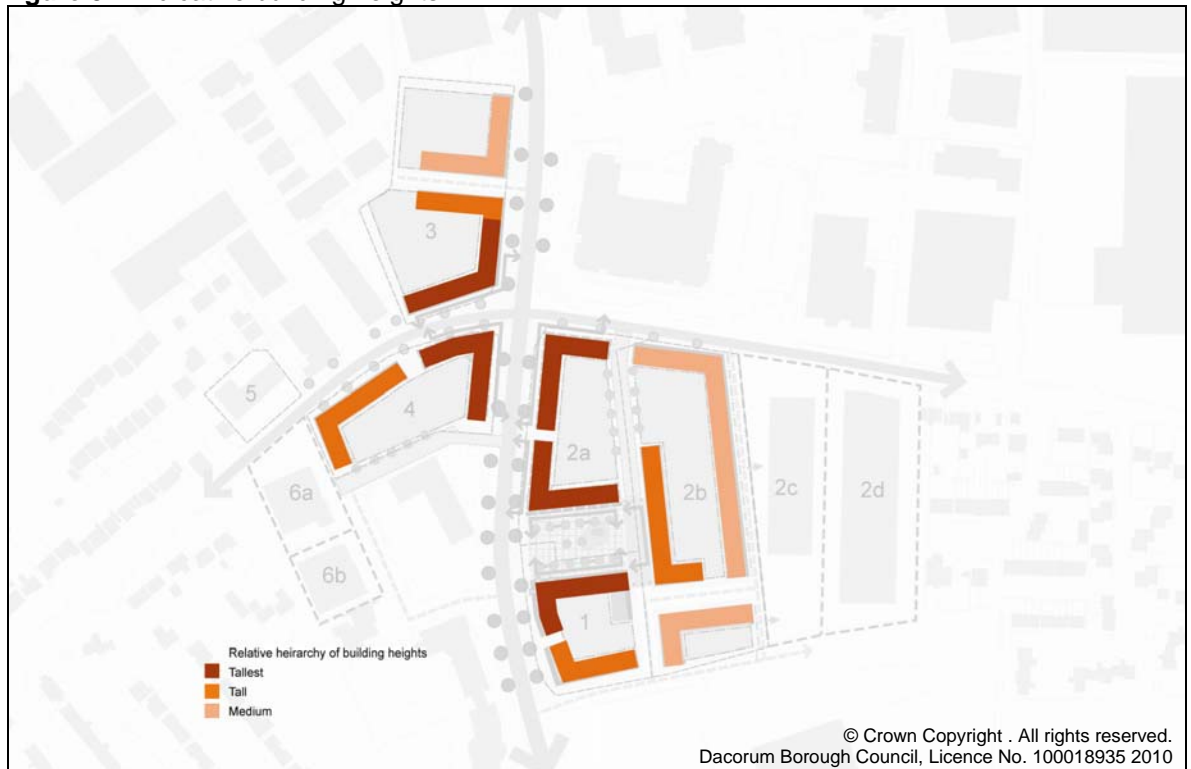 3
5
4
2a
6a
2b
2c
2d
6b
1
Relative heirarchy of building heights
Tallest
Tall
Medium
© Crown Copyright . All rights reserved.
Dacorum Borough Council, Licence No. 100018935 2010